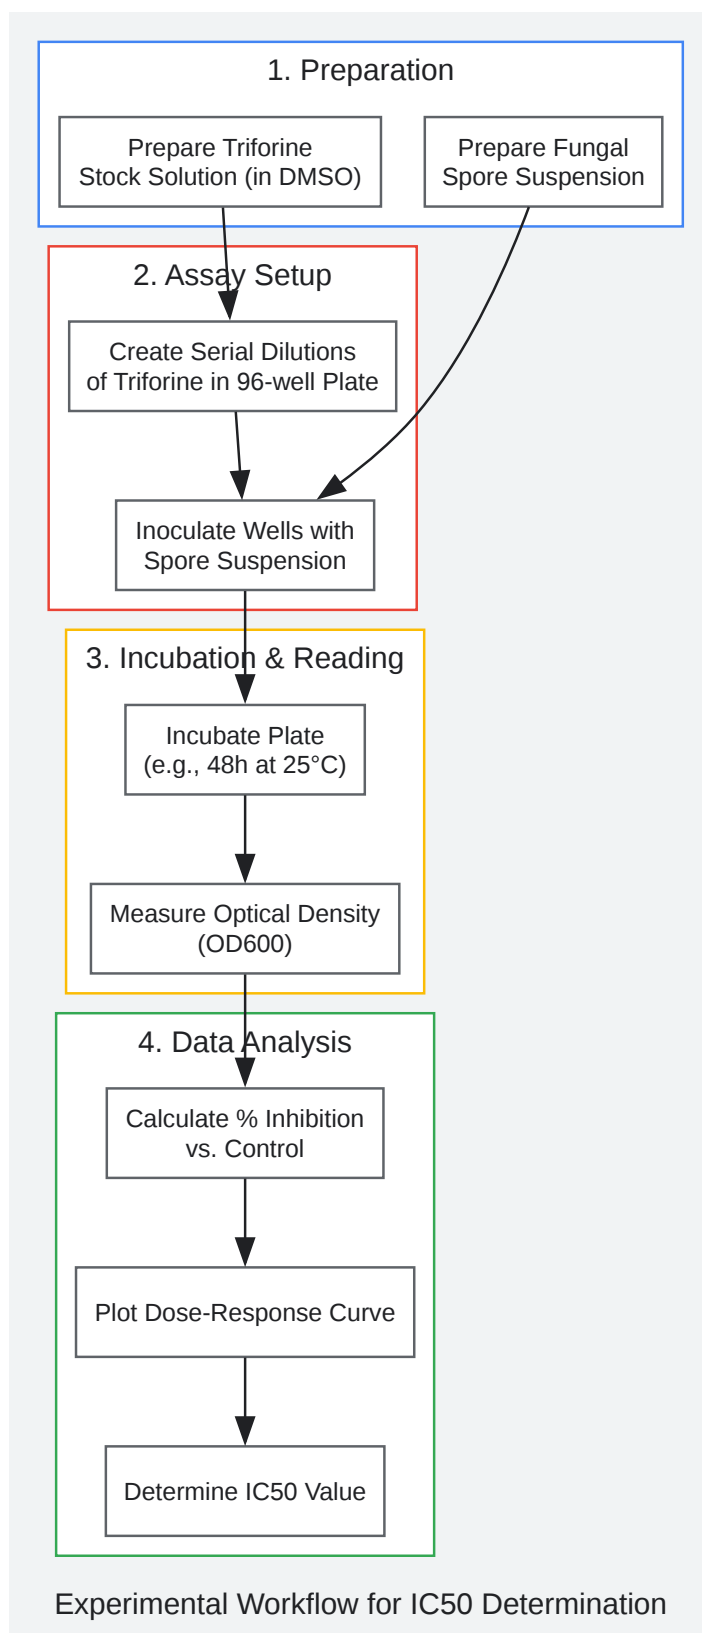 1. Preparation
Prepare Triforine
Stock Solution (in DMSO)
Prepare Fungal
Spore Suspension
2. Assay Setup
Create Serial Dilutions
of Triforine in 96-well Plate
Inoculate Wells with
Spore Suspension
3. Incubation & Reading
Incubate Plate
(e.g., 48h at 25°C)
Measure Optical Density
(OD600)
4. Data Analysis
Calculate % Inhibition
vs. Control
Plot Dose-Response Curve
Determine IC50 Value
Experimental Workflow for IC50 Determination